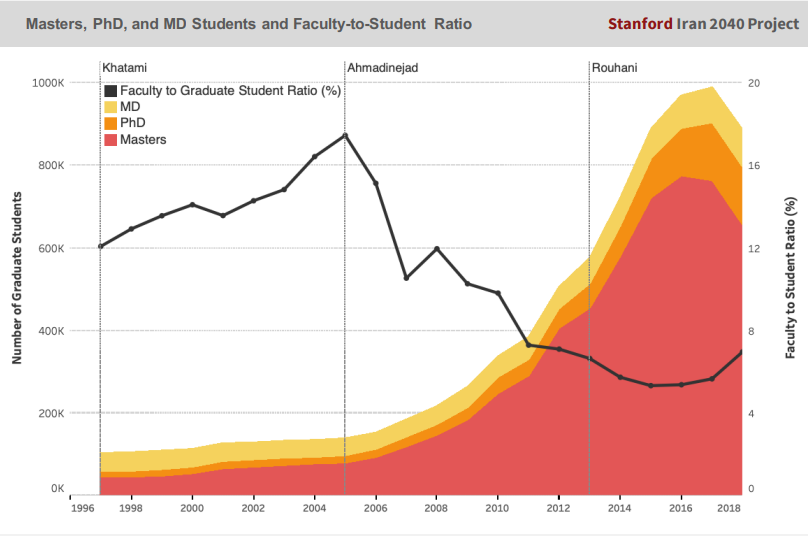 Masters, PhD, and MD Students and Faculty-to-Student Ratio
Stanford Iran 2040 Project
Khatami
Ahmadinejad
Rouhani
Faculty to Graduate Student Ratio (%)
MD
PhD
Masters
1000K
800K
600K
400K
200K
0K
Number of Graduate Students
20
16
12
8
4
0
Faculty to Student Ratio (%)
1996
1998
2000
2002
2004
2006
2008
2010
2012
2014
2016
2018